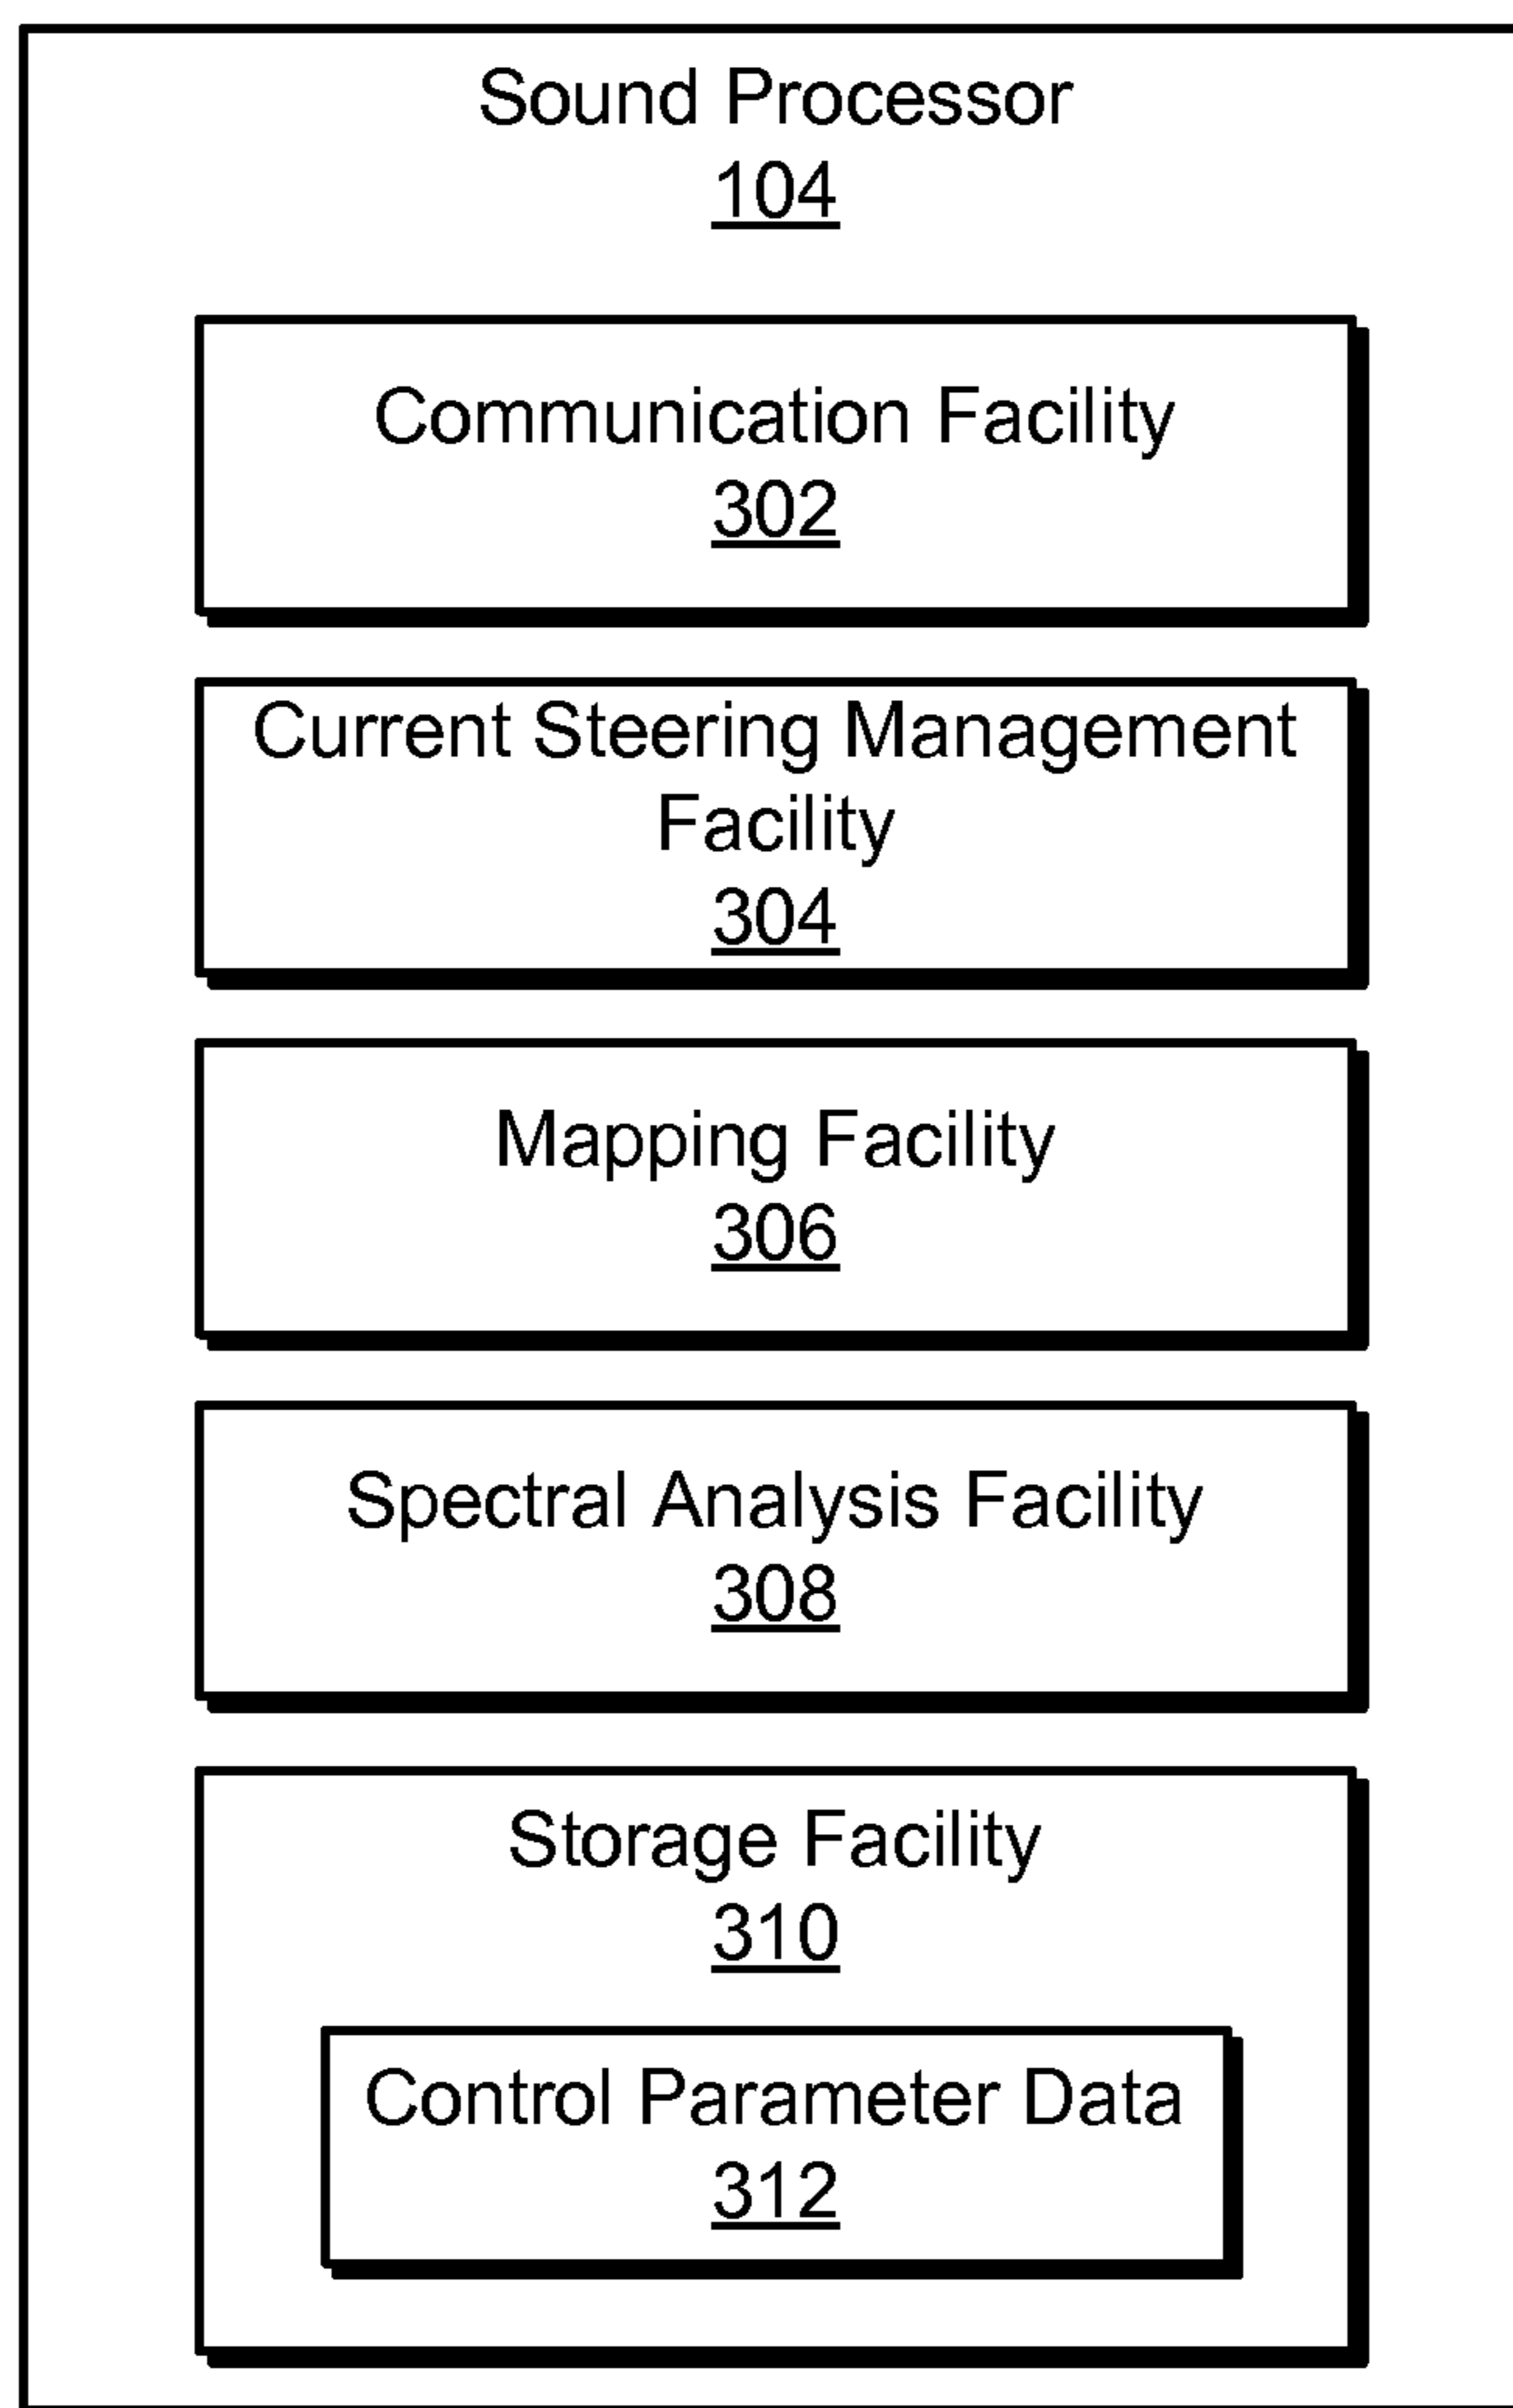 Sound Processor
104
Communication Facility
302
Current Steering Management
Facility
304
Mapping Facility
306
Spectral Analysis Facility
308
Storage Facility
310
Control Parameter Data
312